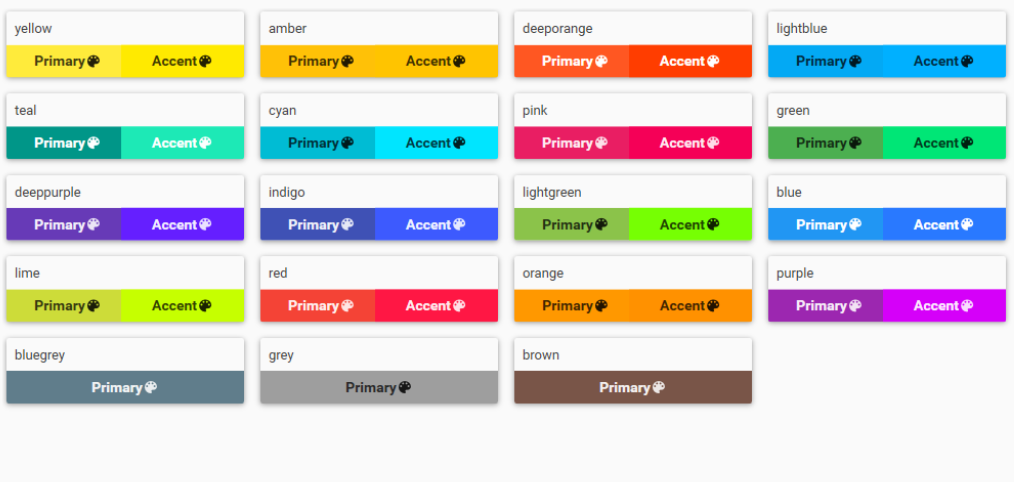 yellow amber deeporange lightblue
Primary Accent Primary Accent Primary Accent Primary Accent
teal cyan pink green
Primary Accent Primary Accent Primary Accent Primary Accent
deeppurple indigo lightgreen blue
Primary Accent Primary Accent Primary Accent Primary Accent
lime red orange purple
Primary Accent Primary Accent Primary Accent Primary Accent
bluegrey grey brown
Primary Primary Primary